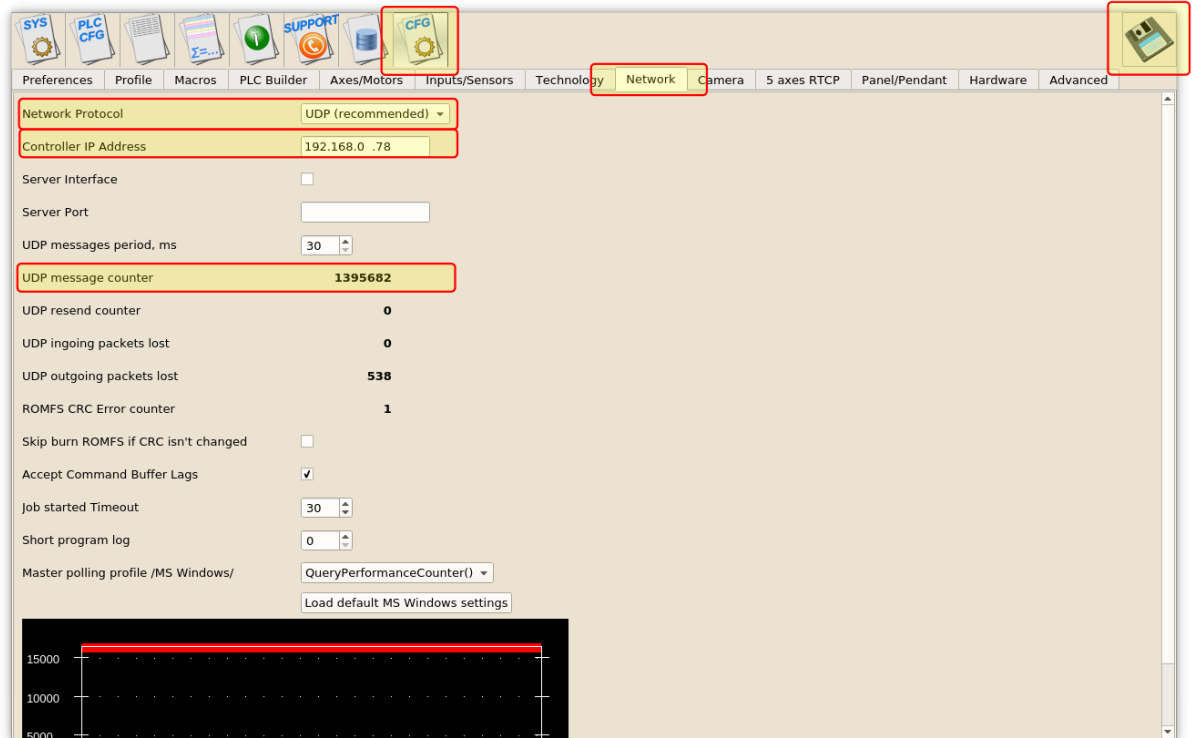 SYS PLC CFG Σ=... SUPPORT CFG
Preferences Profile Macros PLC Builder Axes/Motors Inputs/Sensors Technology Network Camera 5 axes RTCP Panel/Pendant Hardware Advanced
Network Protocol UDP (recommended)
Controller IP Address 192.168.0 .78
Server Interface
Server Port
UDP messages period, ms 30
UDP message counter 1395682
UDP resend counter 0
UDP ingoing packets lost 0
UDP outgoing packets lost 538
ROMFS CRC Error counter 1
Skip burn ROMFS if CRC isn't changed
Accept Command Buffer Lags
Job started Timeout 30
Short program log 0
Master polling profile /MS Windows/ QueryPerformanceCounter()
Load default MS Windows settings
15000
10000
5000